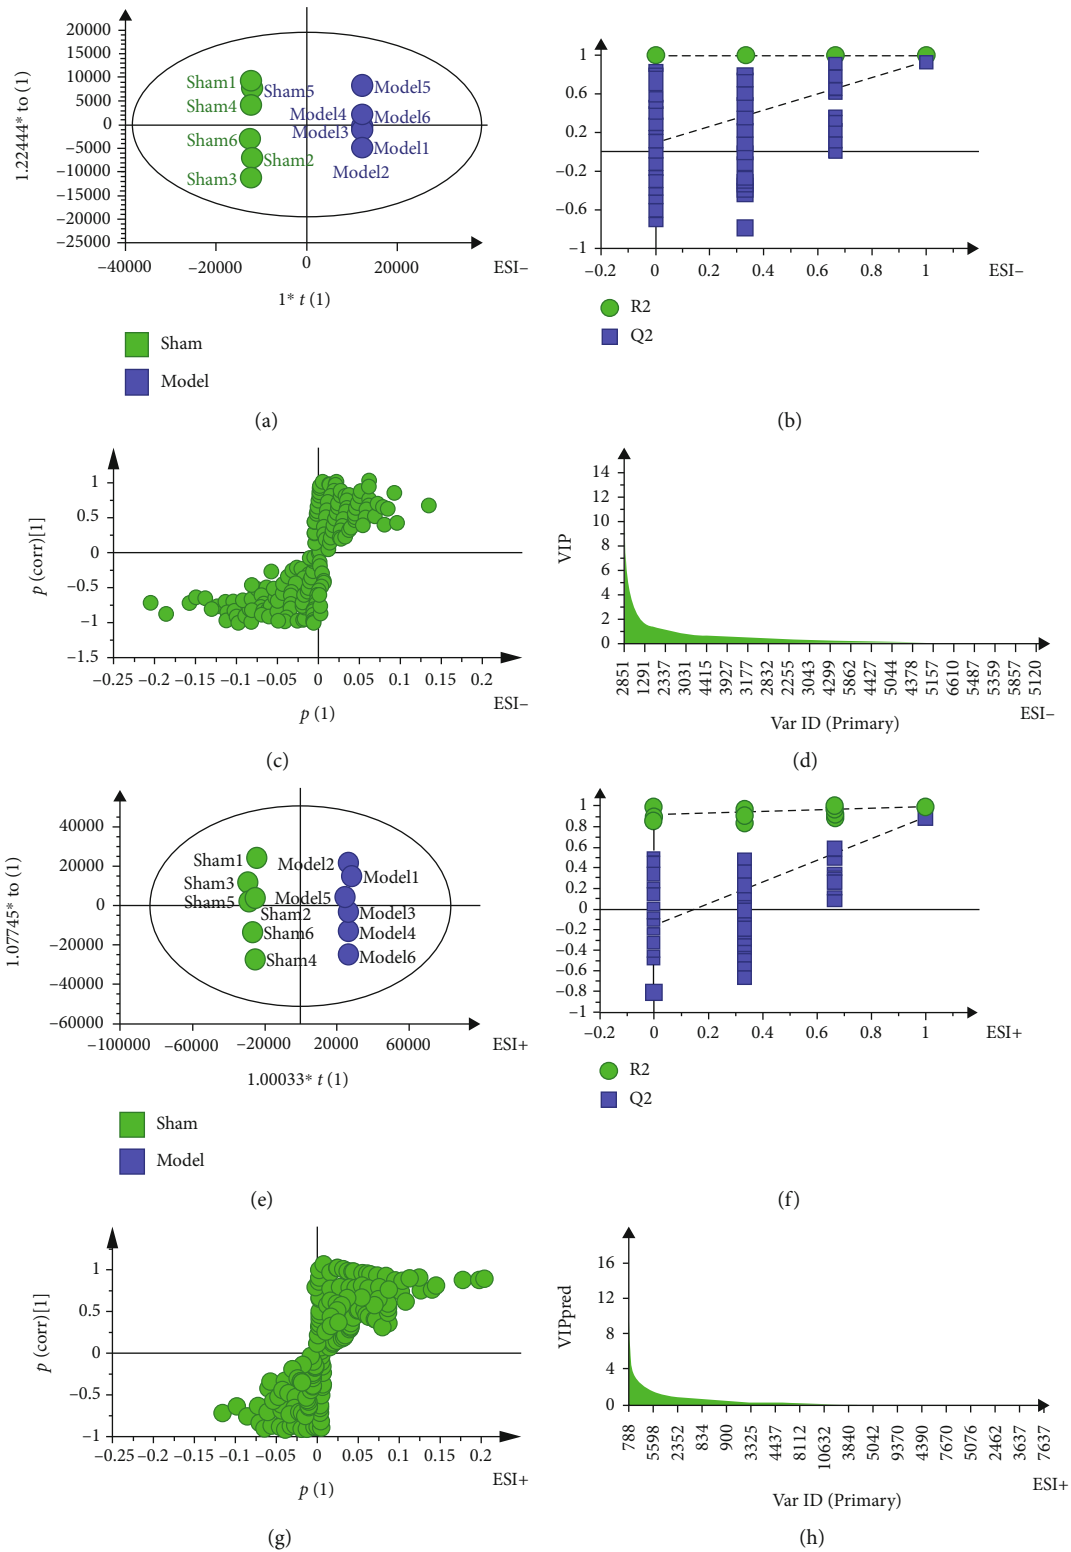 20000
15000
10000
5000
0
−5000
−10000
−15000
−20000
−25000
1.22444* to (1)
Sham1
Sham5
Sham4
Sham6
Sham2
Sham3
Model5
Model4
Model6
Model3
Model1
Model2
−40000 −20000 0 20000 ESI−
1* t (1)
Sham
Model
(a)
1
0.6
0.2
−0.2
−0.6
−1
−0.2 0 0.2 0.4 0.6 0.8 1 ESI−
R2
Q2
(b)
p (corr)[1]
1
0.5
0
−0.5
−1
−1.5
−0.25 −0.2 −0.15 −0.1 −0.05 0 0.05 0.1 0.15 0.2
ESI−
p (1)
(c)
VIP
14
12
10
8
6
4
2
0
2851 1291 2337 3031 4415 3927 3177 2832 2255 3043 4299 5862 4427 5044 4378 5157 6610 5487 5359 5857 5120
ESI−
Var ID (Primary)
(d)
1.07745* to (1)
40000
20000
0
−20000
−40000
−60000
Sham1
Sham3
Sham5
Sham2
Sham6
Sham4
Model2
Model1
Model5
Model3
Model4
Model6
−100000 −60000 −20000 20000 60000 ESI+
1.00033* t (1)
Sham
Model
(e)
1
0.8
0.6
0.4
0.2
0
−0.2
−0.4
−0.6
−0.8
−1
−0.2 0 0.2 0.4 0.6 0.8 1 ESI+
R2
Q2
(f)
p (corr)[1]
1
0.5
0
−0.5
−1
−0.25 −0.2 −0.15 −0.1 −0.05 0 0.05 0.1 0.15 0.2
ESI+
p (1)
(g)
VIPpred
16
12
8
4
0
788 5598 2352 834 900 3325 4437 8112 10632 3840 5042 9370 4390 7670 5076 2462 3637 7637
ESI+
Var ID (Primary)
(h)